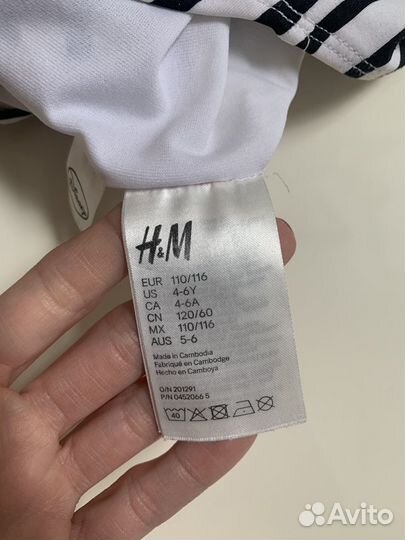 H&M
EUR 110/116
US 4-6Y
CA 4-6A
CN 120/60
MX 110/116
AUS 5-6
Made in Cambodia
Fabriqué en Cambodge
Hecho en Camboya
O/N 201291
P/N 0452066 5
40
Disney
Avito